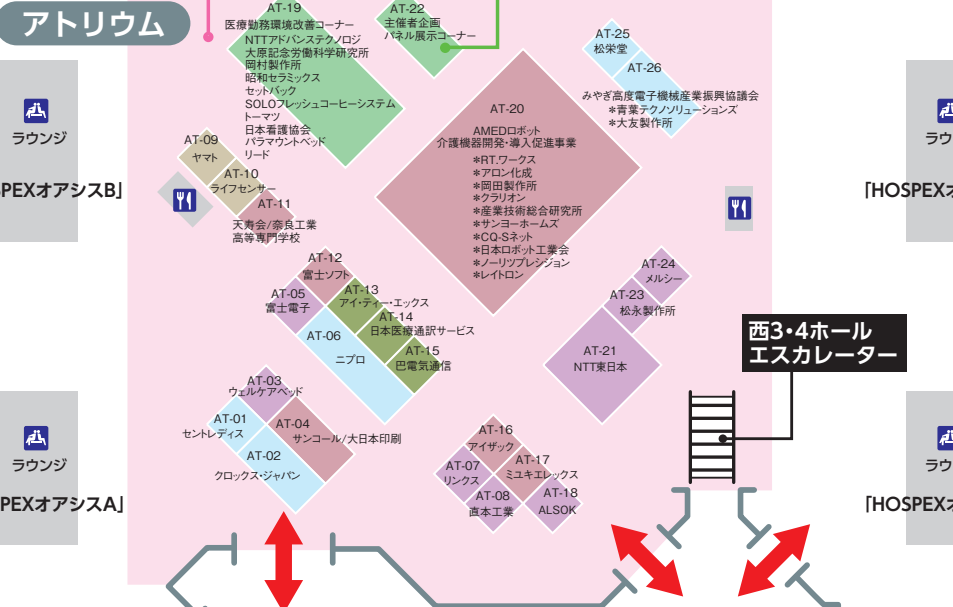 アトリウム
AT-19
医療勤務環境改善コーナー
NTTアドバンステクノロジ
大原記念労働科学研究所
岡村製作所
昭和セラミックス
セットバック
SOLOフレッシュコーヒーシステム
トーマツ
日本看護協会
パラマウントベッド
リード
AT-22
主催者企画
パネル展示コーナー
AT-25
松栄堂
AT-26
みやぎ高度電子機械産業振興協議会
＊青葉テクノソリューションズ
＊大友製作所
AT-20
AMEDロボット
介護機器開発・導入促進事業
＊RT.ワークス
＊アロン化成
＊岡田製作所
＊クラリオン
＊産業技術総合研究所
＊サンヨーホームズ
＊CQ-Sネット
＊日本ロボット工業会
＊ノーリツプレシジョン
＊レイトロン
ラウンジ
SPEXオアシスB」
AT-09
ヤマト
AT-10
ライフセンサー
AT-11
天寿会/奈良工業
高等専門学校
ラウ
「HOSPEXオ
AT-12
富士ソフト
AT-05
富士電子
AT-13
アイ・ティー・エックス
AT-14
日本医療通訳サービス
AT-06
ニプロ
AT-15
巴電気通信
AT-24
メルシー
AT-23
松永製作所
AT-21
NTT東日本
西3・4ホール
エスカレーター
AT-03
ウェルケアベッド
AT-01
セントレディス
AT-04
サンコール/大日本印刷
AT-02
クロックス・ジャパン
AT-16
アイザック
AT-07
リンクス
AT-17
ミユキエレックス
AT-08
直本工業
AT-18
ALSOK
ラウンジ
PEXオアシスA」
ラウ
「HOSPEXオ